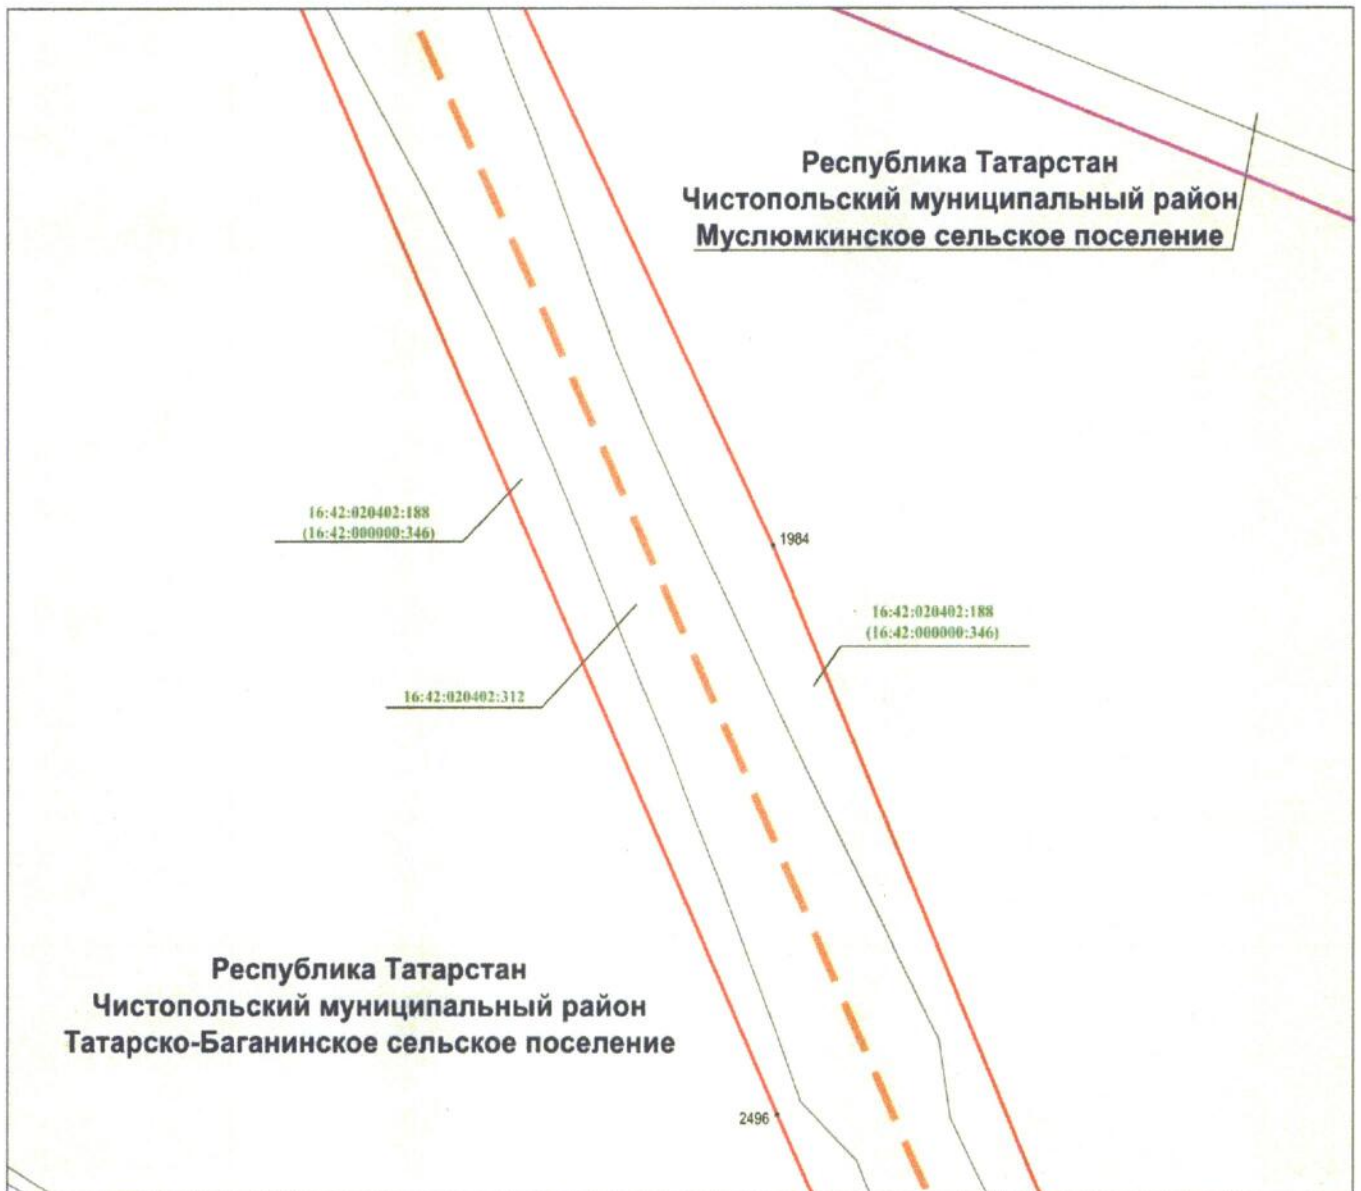 Республика Татарстан
Чистопольский муниципальный район
Муслюмкинское сельское поселение
16:42:020402:188
(16:42:000000:346)
1984
16:42:020402:188
(16:42:000000:346)
16:42:020402:312
Республика Татарстан
Чистопольский муниципальный район
Татарско-Баганинское сельское поселение
2496